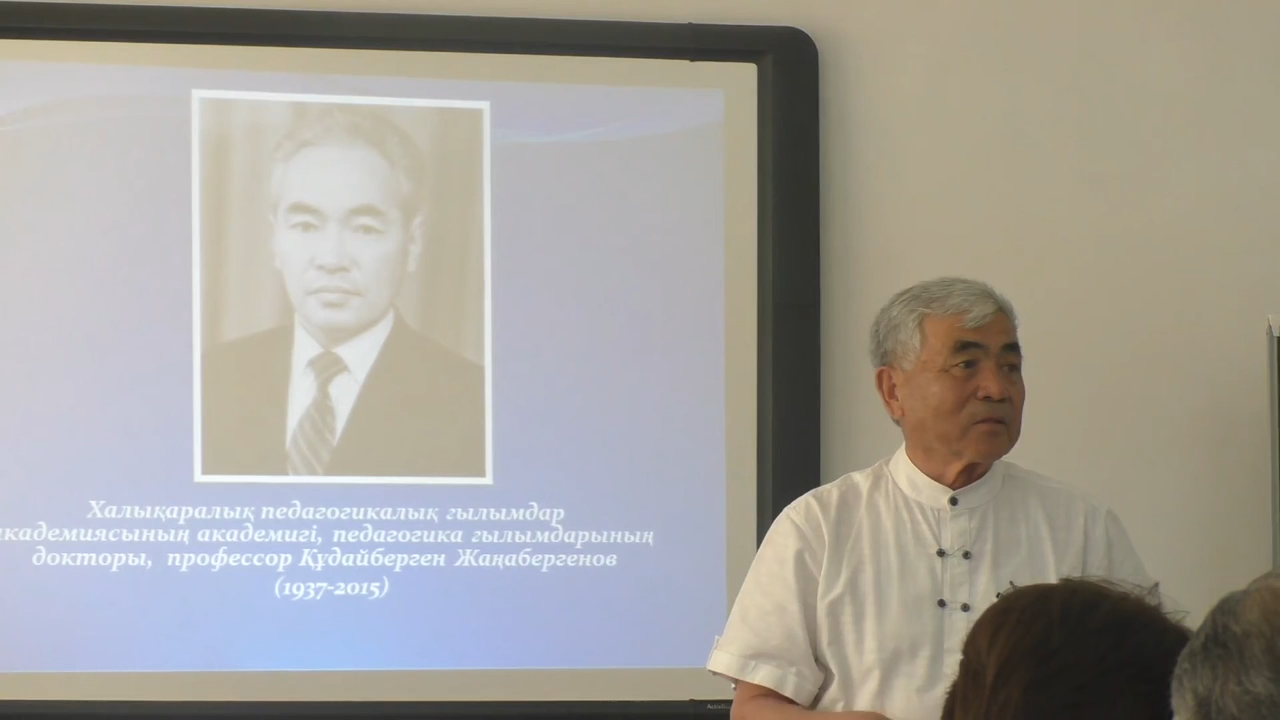 Халықаралық педагогикалық ғылымдар
академиясының академигі, педагогика ғылымдарының
докторы, профессор Құдайберген Жаңабергенов
(1937-2015)